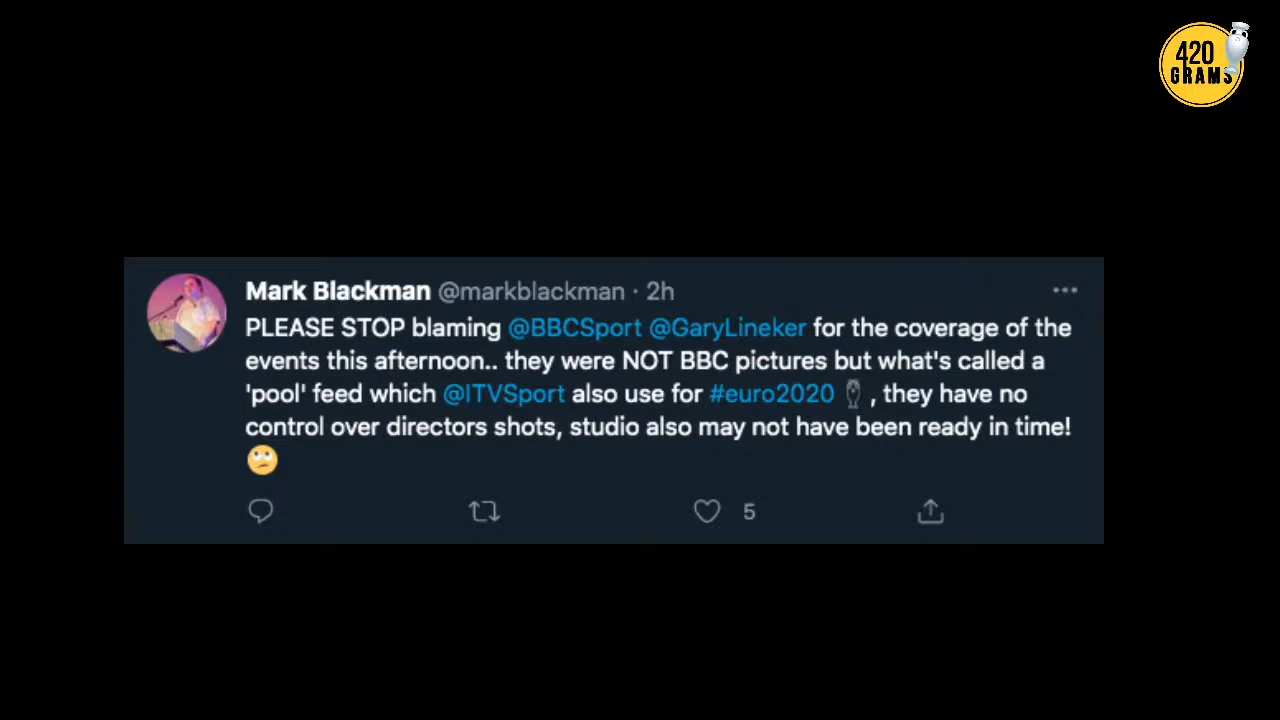 420
GRAMS
Mark Blackman @markblackman · 2h
PLEASE STOP blaming @BBCSport @GaryLineker for the coverage of the
events this afternoon.. they were NOT BBC pictures but what's called a
'pool' feed which @ITVSport also use for #euro2020 , they have no
control over directors shots, studio also may not have been ready in time!
🙄
5